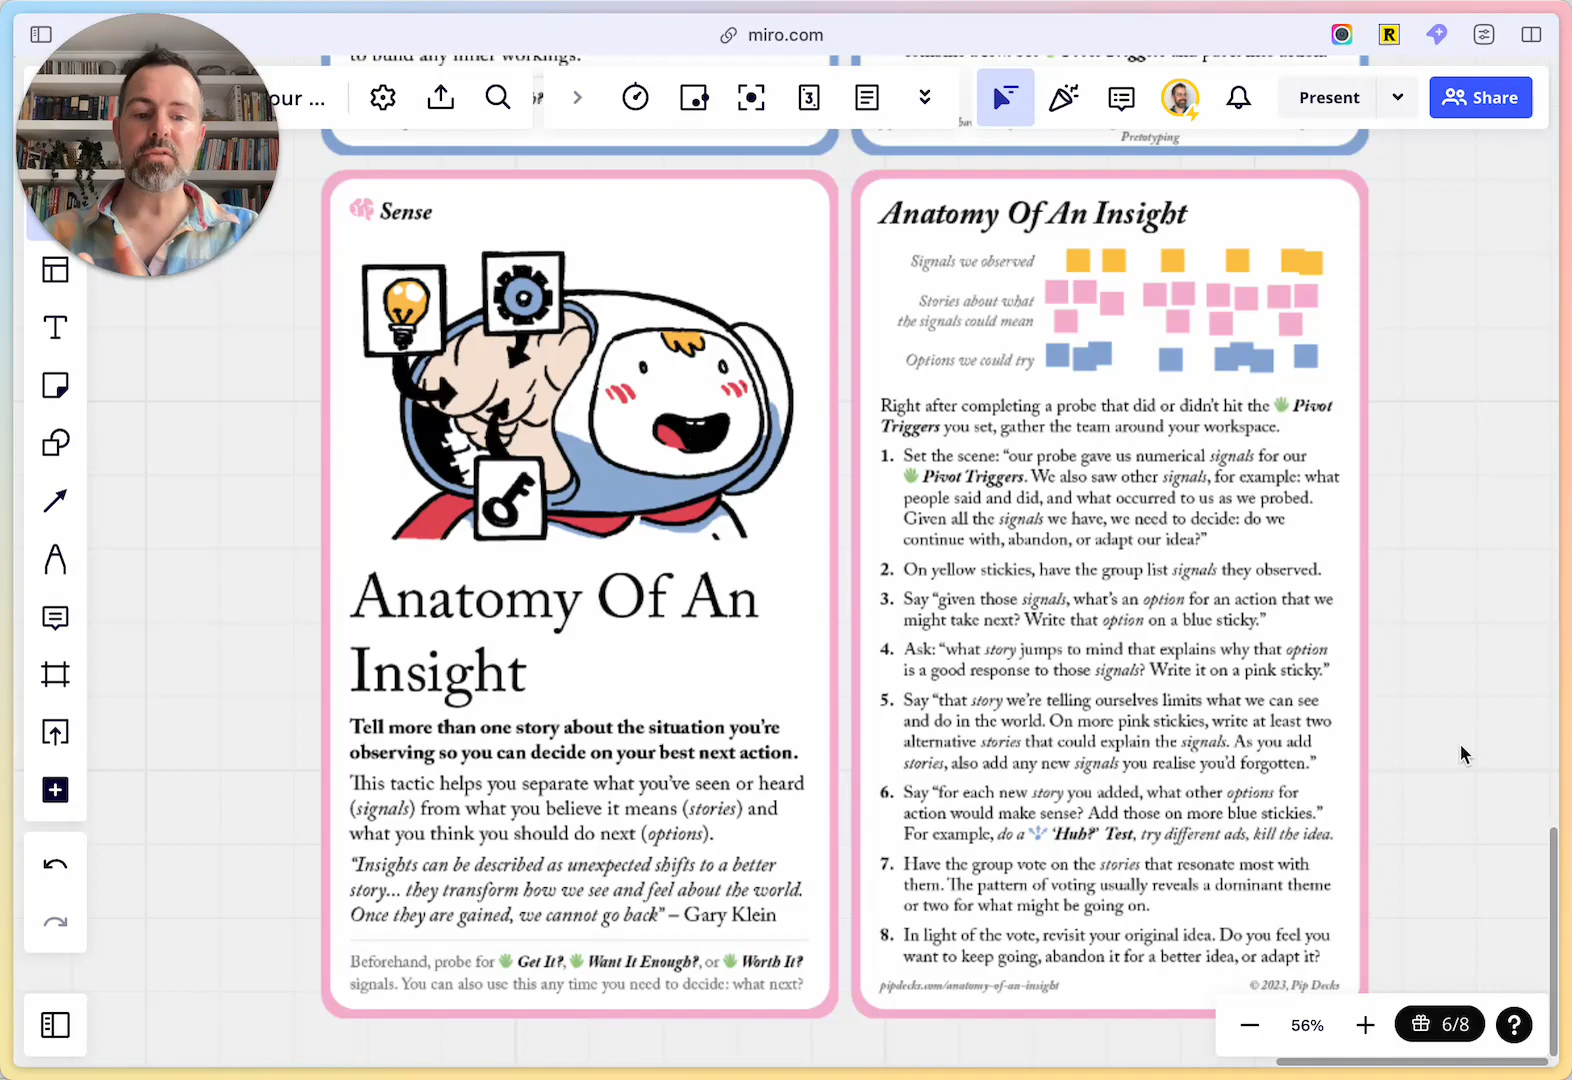 miro.com
to build any inner workings.
our ...
3
Present
Share
Pretotyping
Sense
Anatomy Of An
Insight
Tell more than one story about the situation you're
observing so you can decide on your best next action.
This tactic helps you separate what you've seen or heard
(signals) from what you believe it means (stories) and
what you think you should do next (options).
"Insights can be described as unexpected shifts to a better
story... they transform how we see and feel about the world.
Once they are gained, we cannot go back" – Gary Klein
Beforehand, probe for Get It?, Want It Enough?, or Worth It?
signals. You can also use this any time you need to decide: what next?
Anatomy Of An Insight
Signals we observed
Stories about what
the signals could mean
Options we could try
Right after completing a probe that did or didn't hit the Pivot
Triggers you set, gather the team around your workspace.
1. Set the scene: "our probe gave us numerical signals for our
Pivot Triggers. We also saw other signals, for example: what
people said and did, and what occurred to us as we probed.
Given all the signals we have, we need to decide: do we
continue with, abandon, or adapt our idea?"
2. On yellow stickies, have the group list signals they observed.
3. Say "given those signals, what's an option for an action that we
might take next? Write that option on a blue sticky."
4. Ask: "what story jumps to mind that explains why that option
is a good response to those signals? Write it on a pink sticky."
5. Say "that story we're telling ourselves limits what we can see
and do in the world. On more pink stickies, write at least two
alternative stories that could explain the signals. As you add
stories, also add any new signals you realise you'd forgotten."
6. Say "for each new story you added, what other options for
action would make sense? Add those on more blue stickies."
For example, do a 'Huh?' Test, try different ads, kill the idea.
7. Have the group vote on the stories that resonate most with
them. The pattern of voting usually reveals a dominant theme
or two for what might be going on.
8. In light of the vote, revisit your original idea. Do you feel you
want to keep going, abandon it for a better idea, or adapt it?
pipdecks.com/anatomy-of-an-insight
© 2023, Pip Decks
56%
6/8